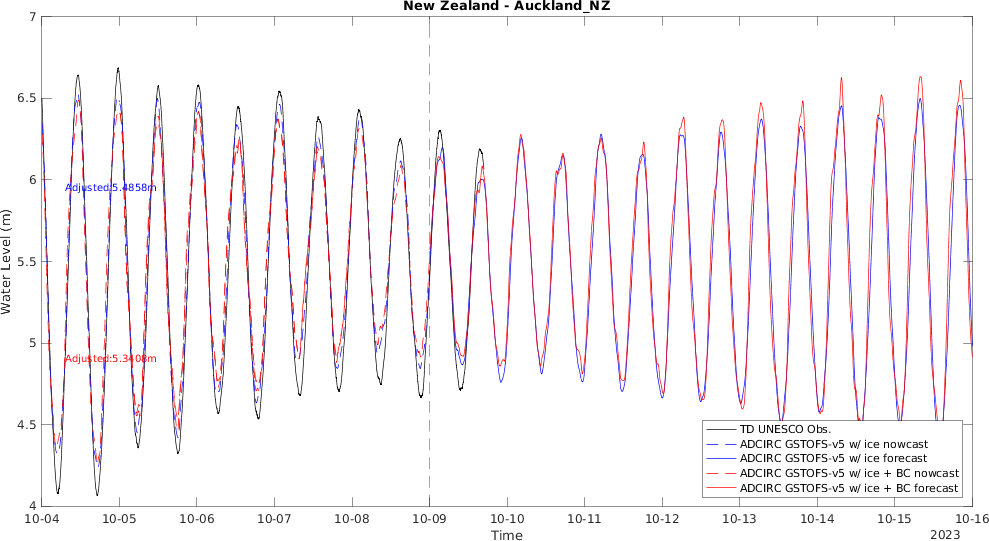 New Zealand - Auckland_NZ
7
6.5
6
5.5
5
4.5
4
Water Level (m)
Adjusted:5.4858m
Adjusted:5.3408m
TD UNESCO Obs.
ADCIRC GSTOFS-v5 w/ ice nowcast
ADCIRC GSTOFS-v5 w/ ice forecast
ADCIRC GSTOFS-v5 w/ ice + BC nowcast
ADCIRC GSTOFS-v5 w/ ice + BC forecast
10-04 10-05 10-06 10-07 10-08 10-09 10-10 10-11 10-12 10-13 10-14 10-15 10-16
Time
2023